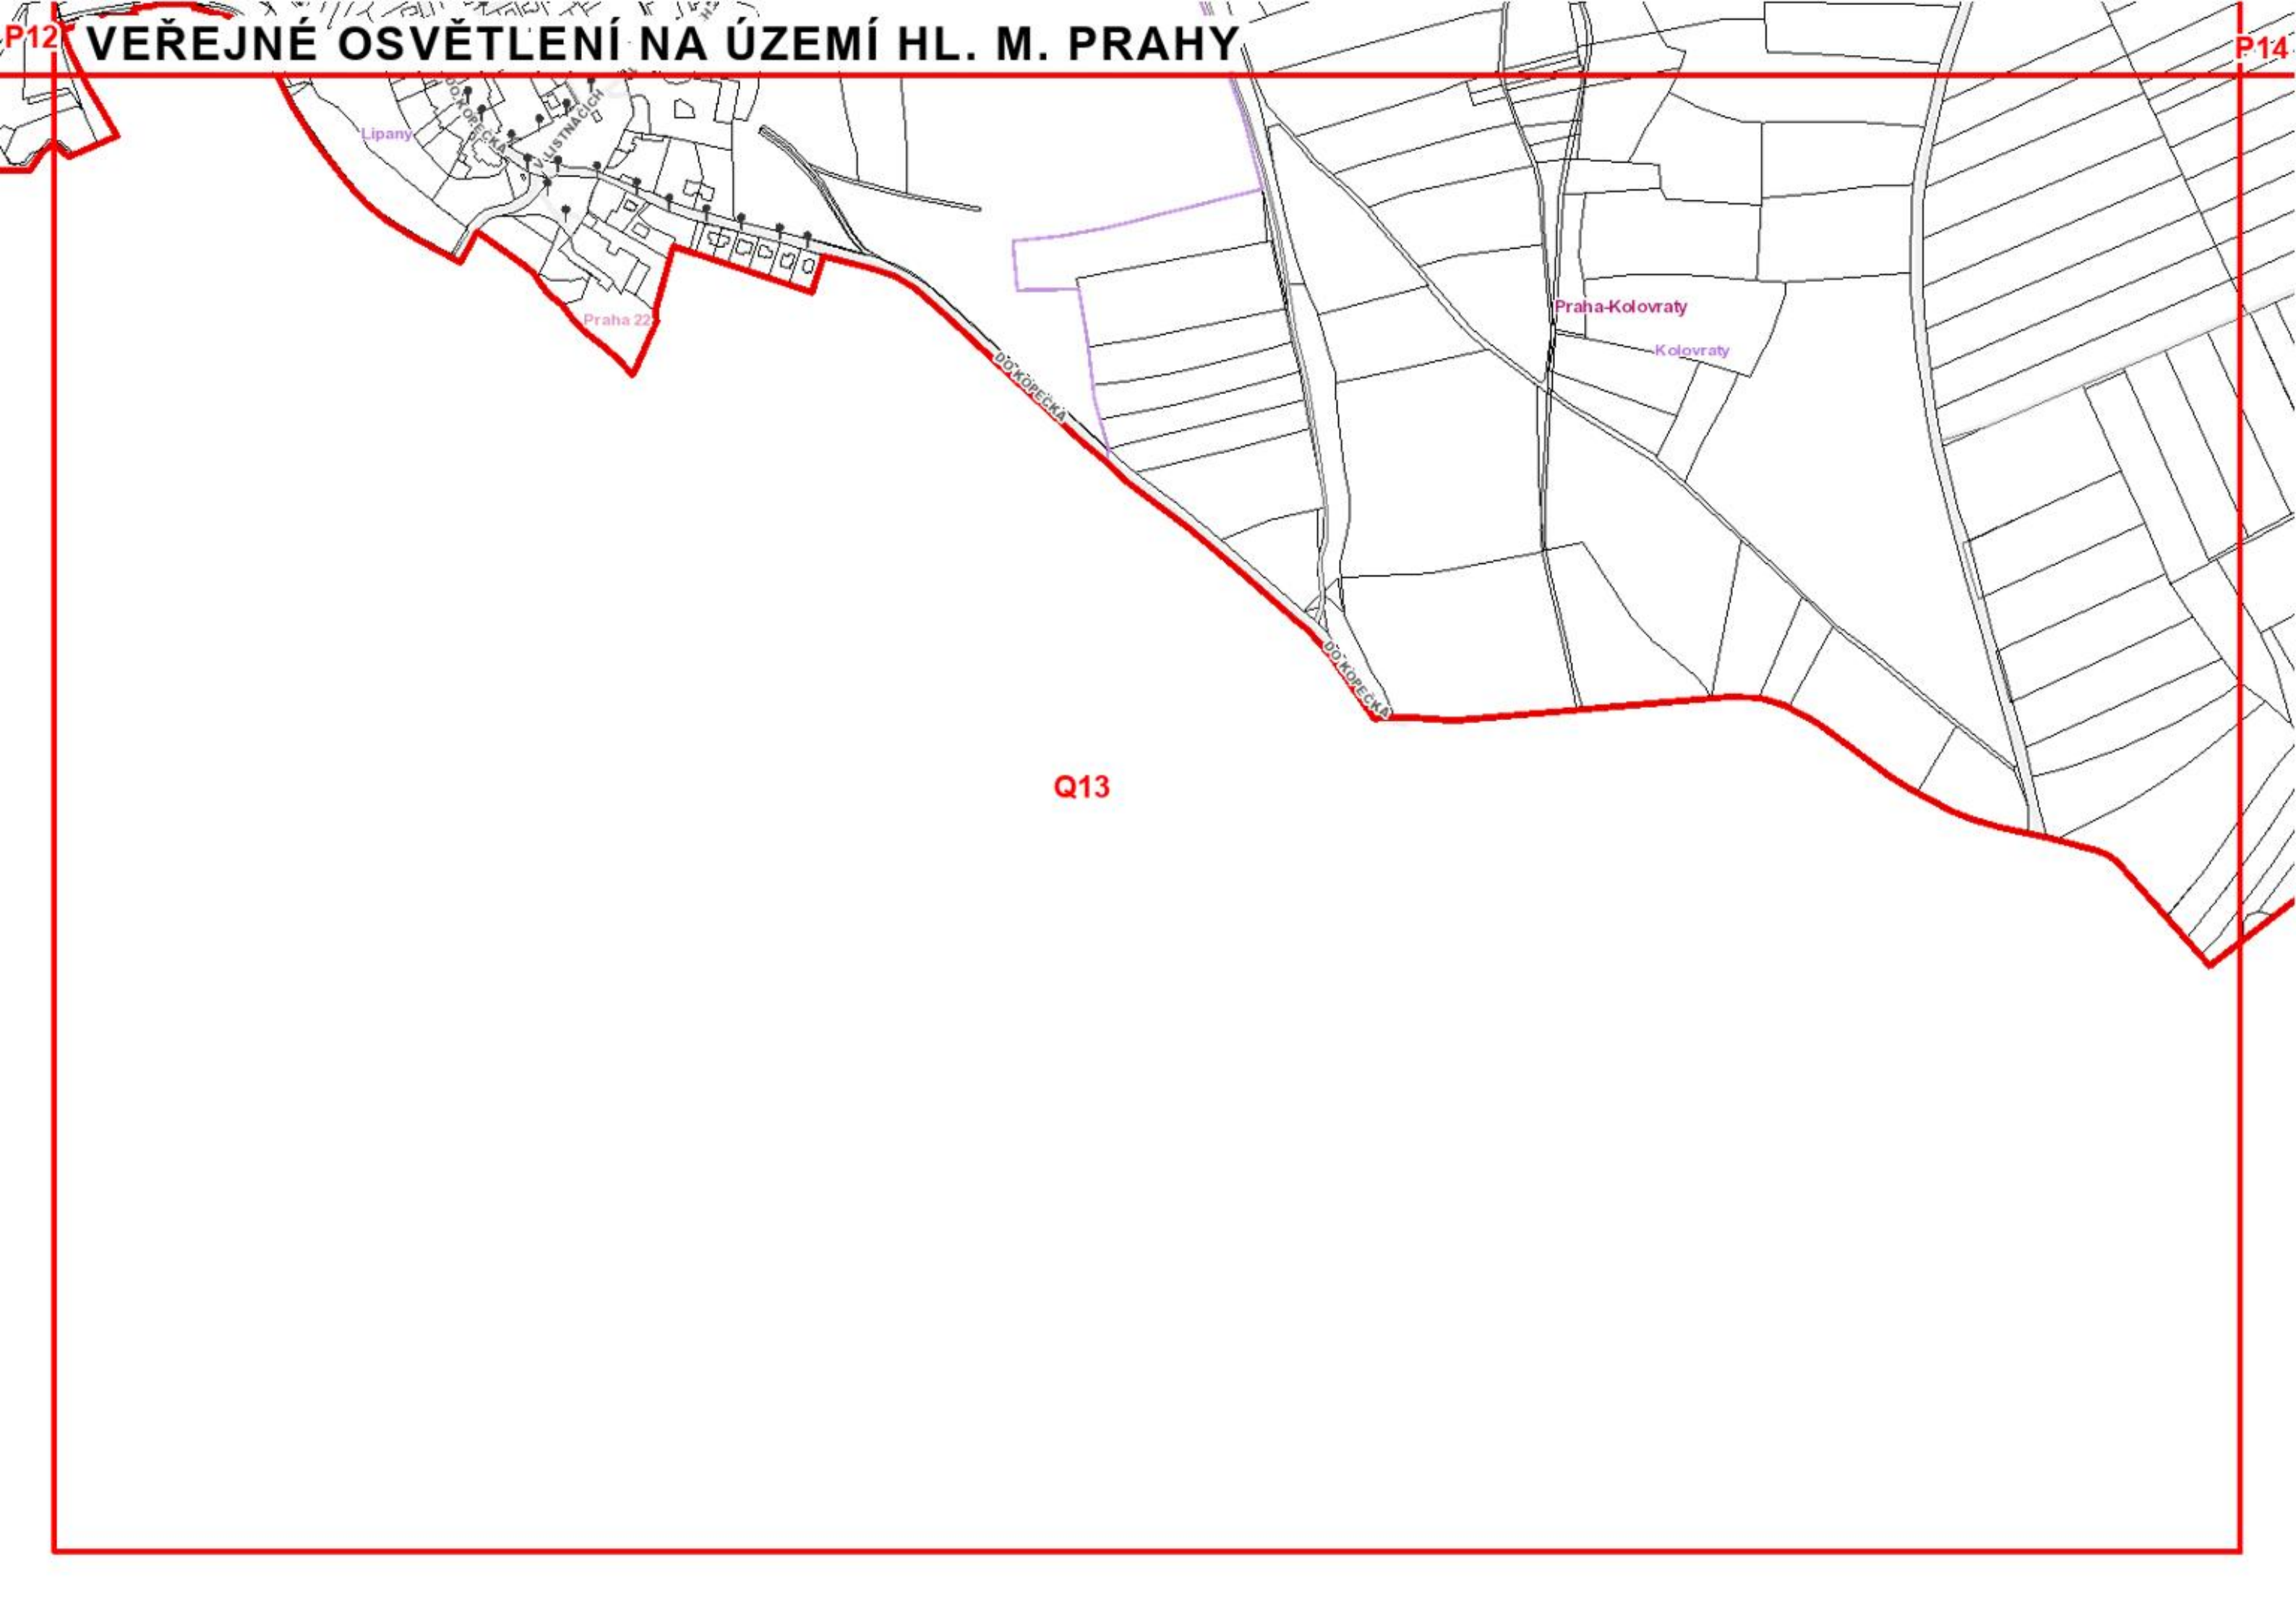 P12
VEŘEJNÉ OSVĚTLENÍ NA ÚZEMÍ HL. M. PRAHY
P14
DO KOPEČKA
V LISTNÁČÍCH
Lipany
Praha-Kolovraty
Praha 22
Kolovraty
DO KOPEČKA
DO KOPEČKA
Q13